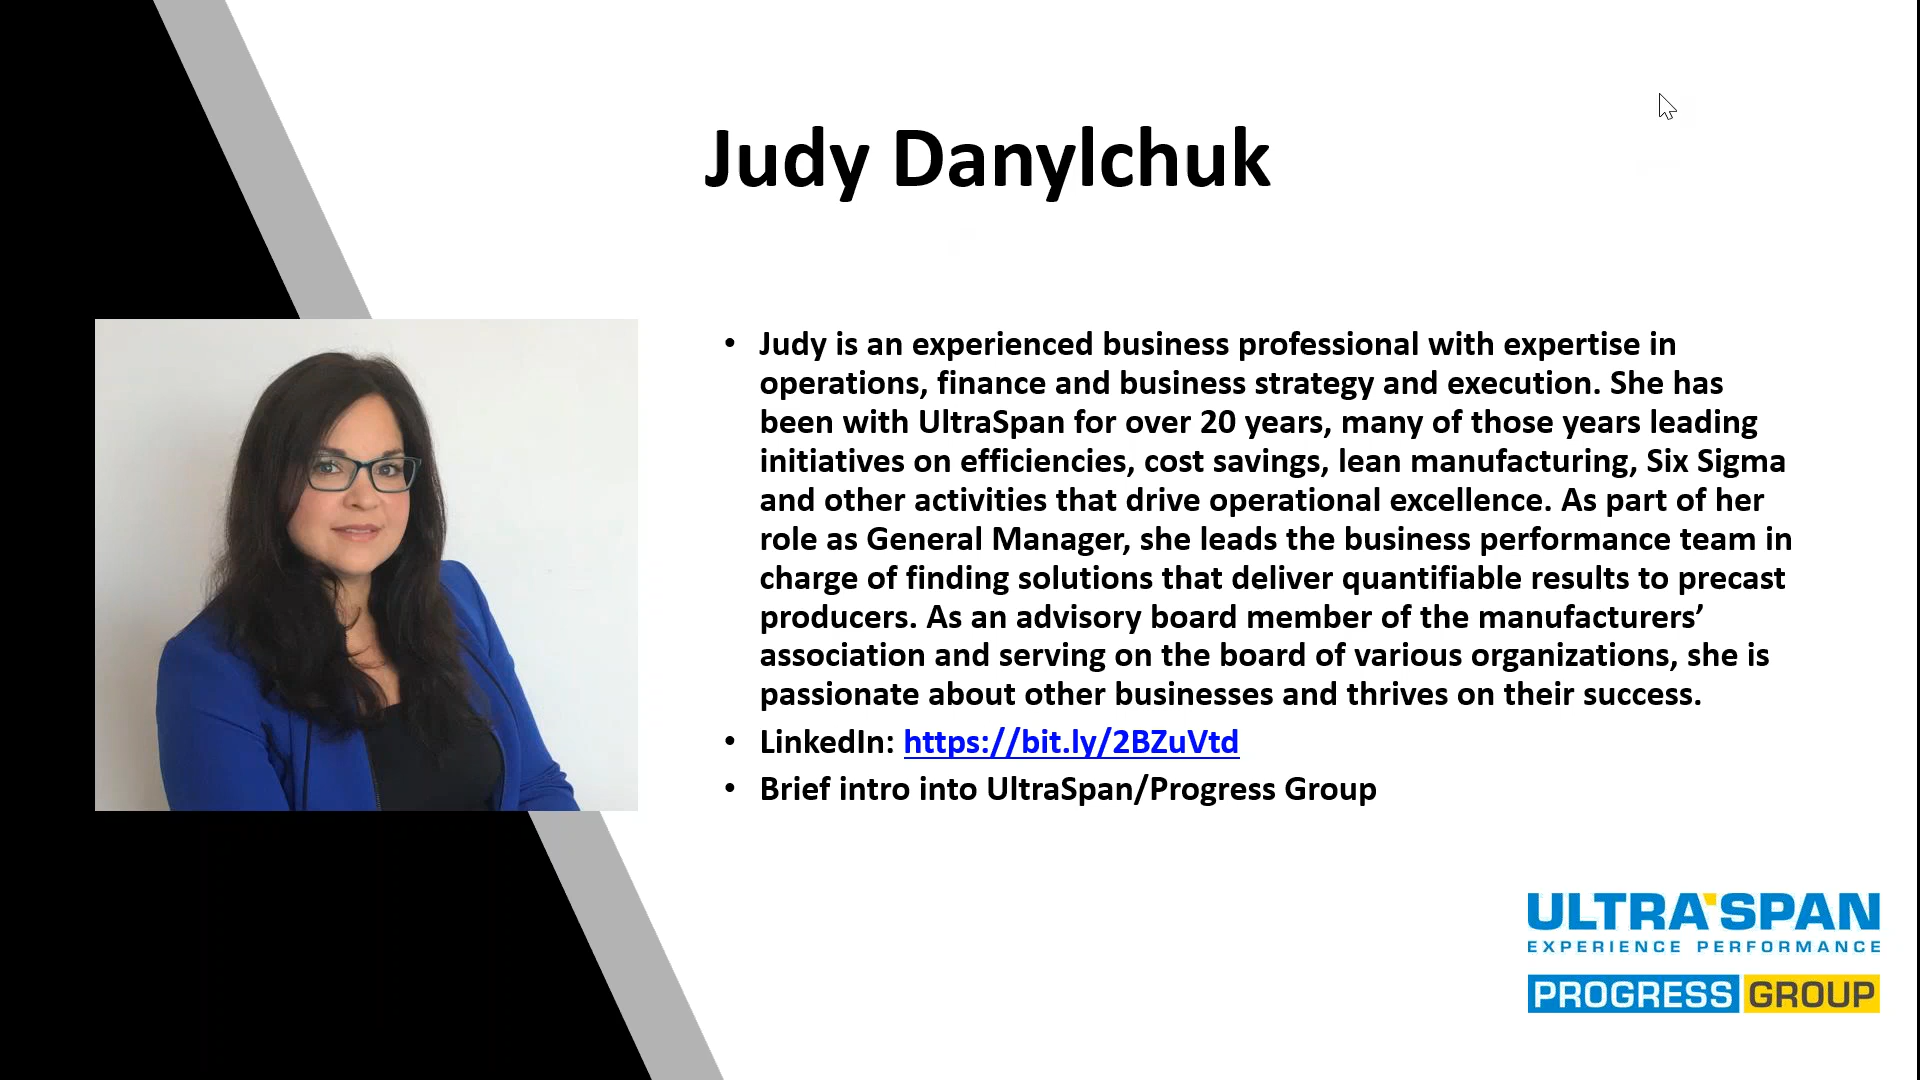 Judy Danylchuk
• Judy is an experienced business professional with expertise in
operations, finance and business strategy and execution. She has
been with UltraSpan for over 20 years, many of those years leading
initiatives on efficiencies, cost savings, lean manufacturing, Six Sigma
and other activities that drive operational excellence. As part of her
role as General Manager, she leads the business performance team in
charge of finding solutions that deliver quantifiable results to precast
producers. As an advisory board member of the manufacturers’
association and serving on the board of various organizations, she is
passionate about other businesses and thrives on their success.
• LinkedIn: https://bit.ly/2BZuVtd
• Brief intro into UltraSpan/Progress Group
ULTRA SPAN
EXPERIENCE PERFORMANCE
PROGRESS GROUP